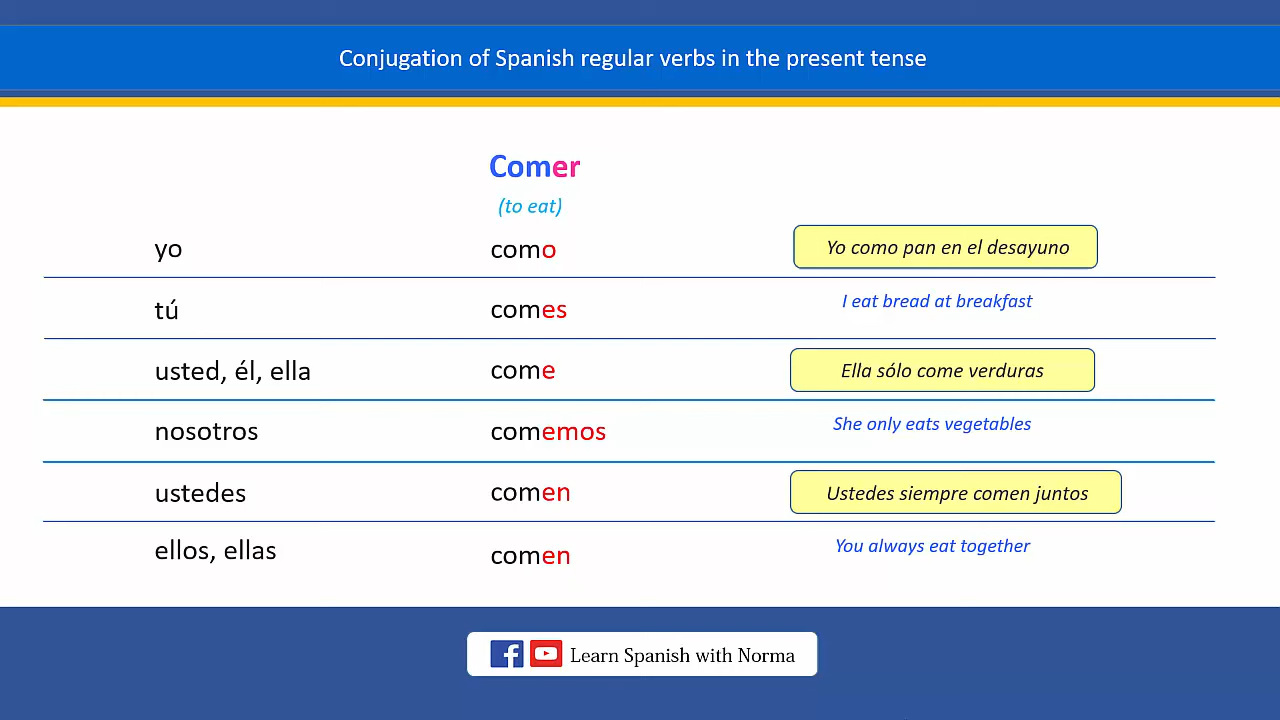 Conjugation of Spanish regular verbs in the present tense
Comer
(to eat)
yo como Yo como pan en el desayuno
tú comes I eat bread at breakfast
usted, él, ella come Ella sólo come verduras
nosotros comemos She only eats vegetables
ustedes comen Ustedes siempre comen juntos
ellos, ellas comen You always eat together
Learn Spanish with Norma